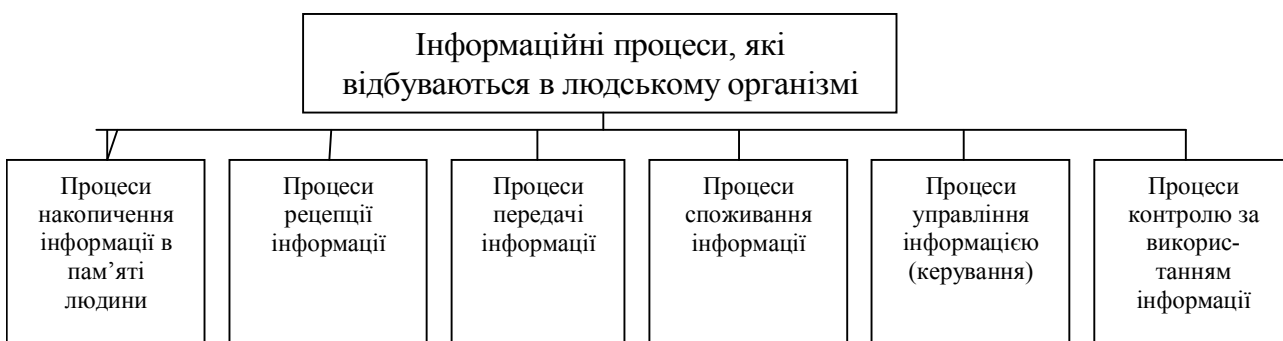 Інформаційні процеси, які
відбуваються в людському організмі
Процеси
накопичення
інформації в
пам’яті
людини
Процеси
рецепції
інформації
Процеси
передачі
інформації
Процеси
споживання
інформації
Процеси
управління
інформацією
(керування)
Процеси
контролю за
викорис-
танням
інформації